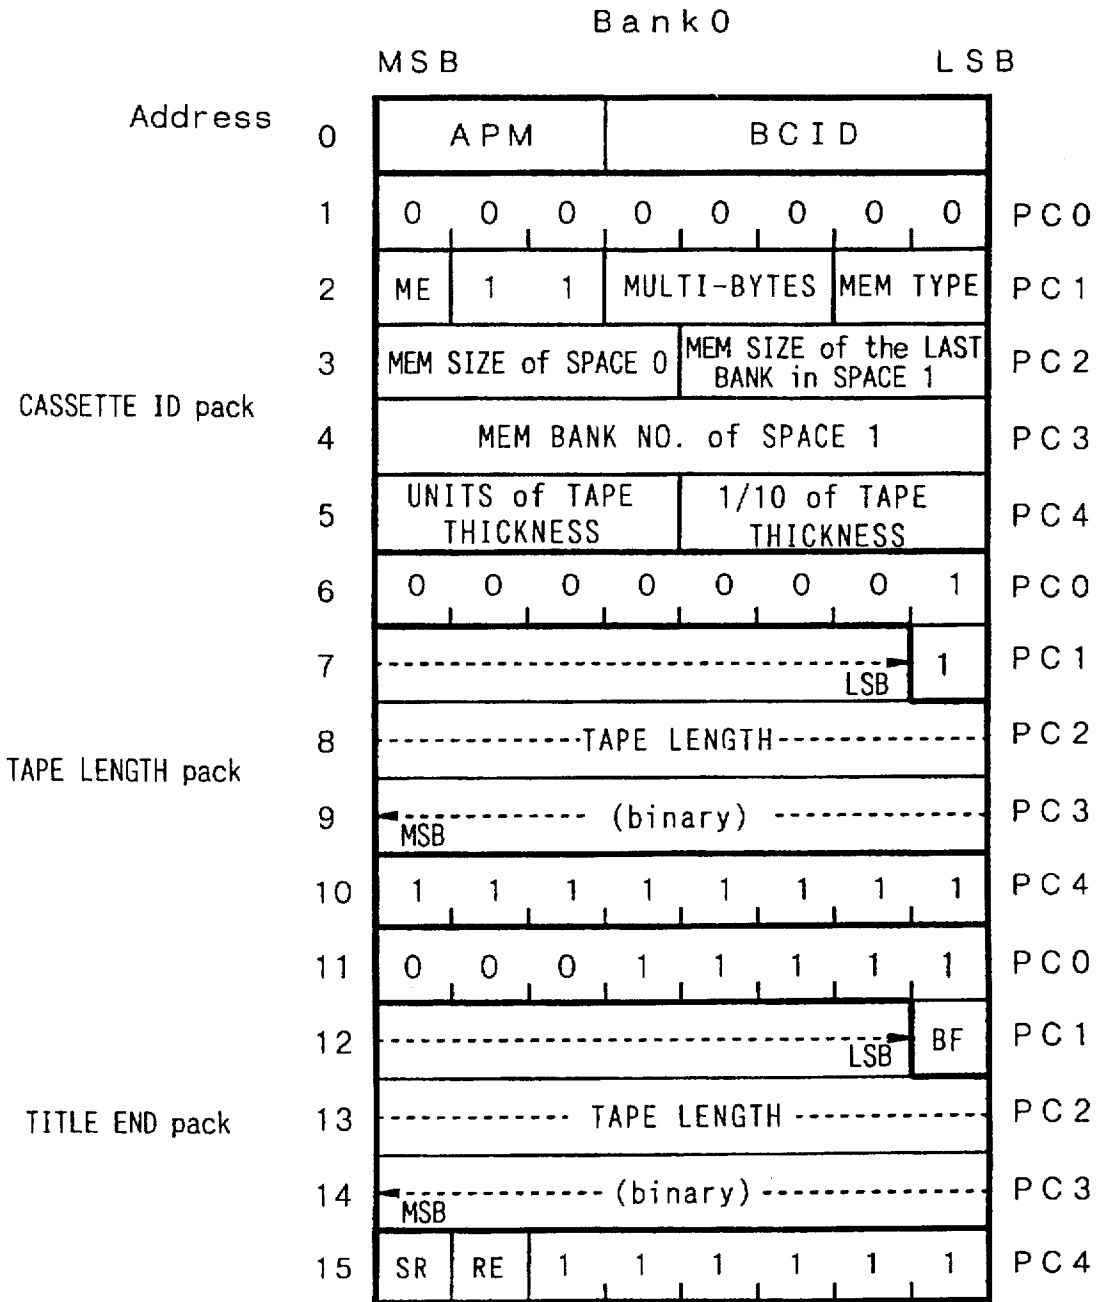 Bank0
MSB LSB
Address 0 APM BCID
1 0 0 0 0 0 0 0 0 PC0
2 ME 1 1 MULTI-BYTES MEM TYPE PC1
3 MEM SIZE of SPACE 0 MEM SIZE of the LAST BANK in SPACE 1 PC2
CASSETTE ID pack
4 MEM BANK NO. of SPACE 1 PC3
5 UNITS of TAPE THICKNESS 1/10 of TAPE THICKNESS PC4
6 0 0 0 0 0 0 0 1 PC0
7 LSB 1 PC1
8 TAPE LENGTH PC2
TAPE LENGTH pack
9 MSB (binary) PC3
10 1 1 1 1 1 1 1 1 PC4
11 0 0 0 1 1 1 1 1 PC0
12 LSB BF PC1
13 TAPE LENGTH PC2
TITLE END pack
14 MSB (binary) PC3
15 SR RE 1 1 1 1 1 1 PC4